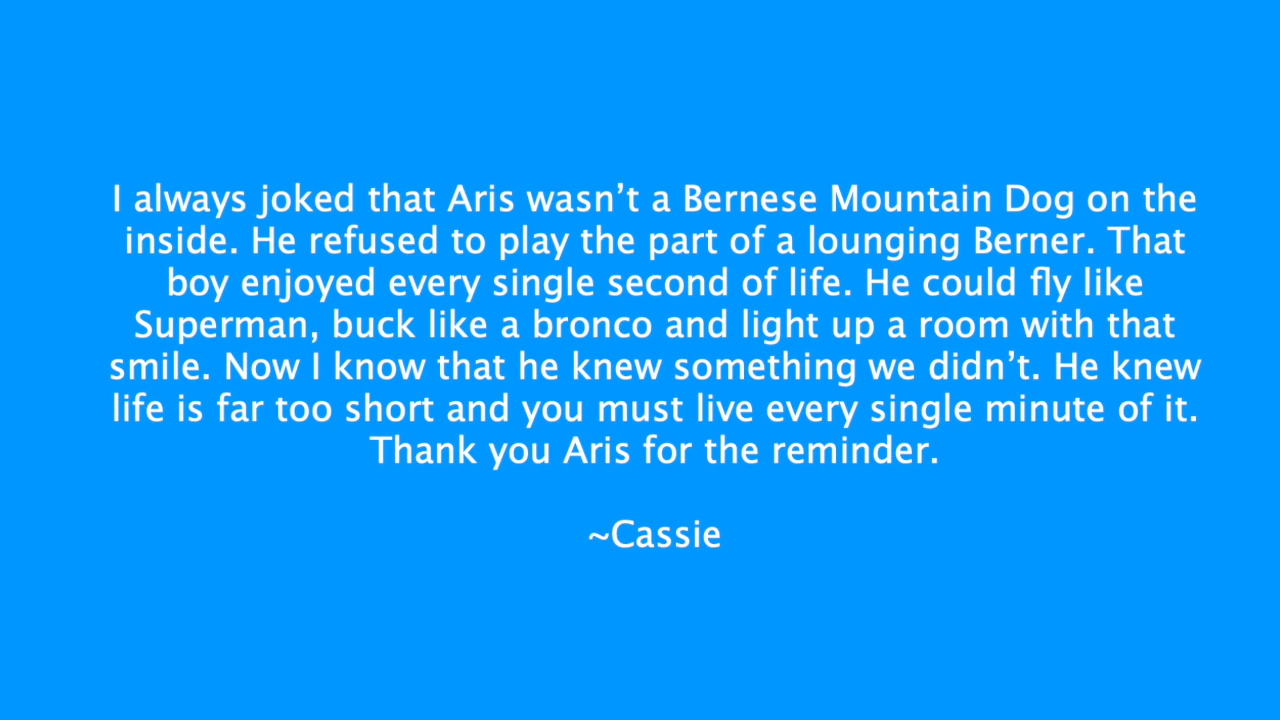 I always joked that Aris wasn’t a Bernese Mountain Dog on the
inside. He refused to play the part of a lounging Berner. That
boy enjoyed every single second of life. He could fly like
Superman, buck like a bronco and light up a room with that
smile. Now I know that he knew something we didn’t. He knew
life is far too short and you must live every single minute of it.
Thank you Aris for the reminder.
~Cassie